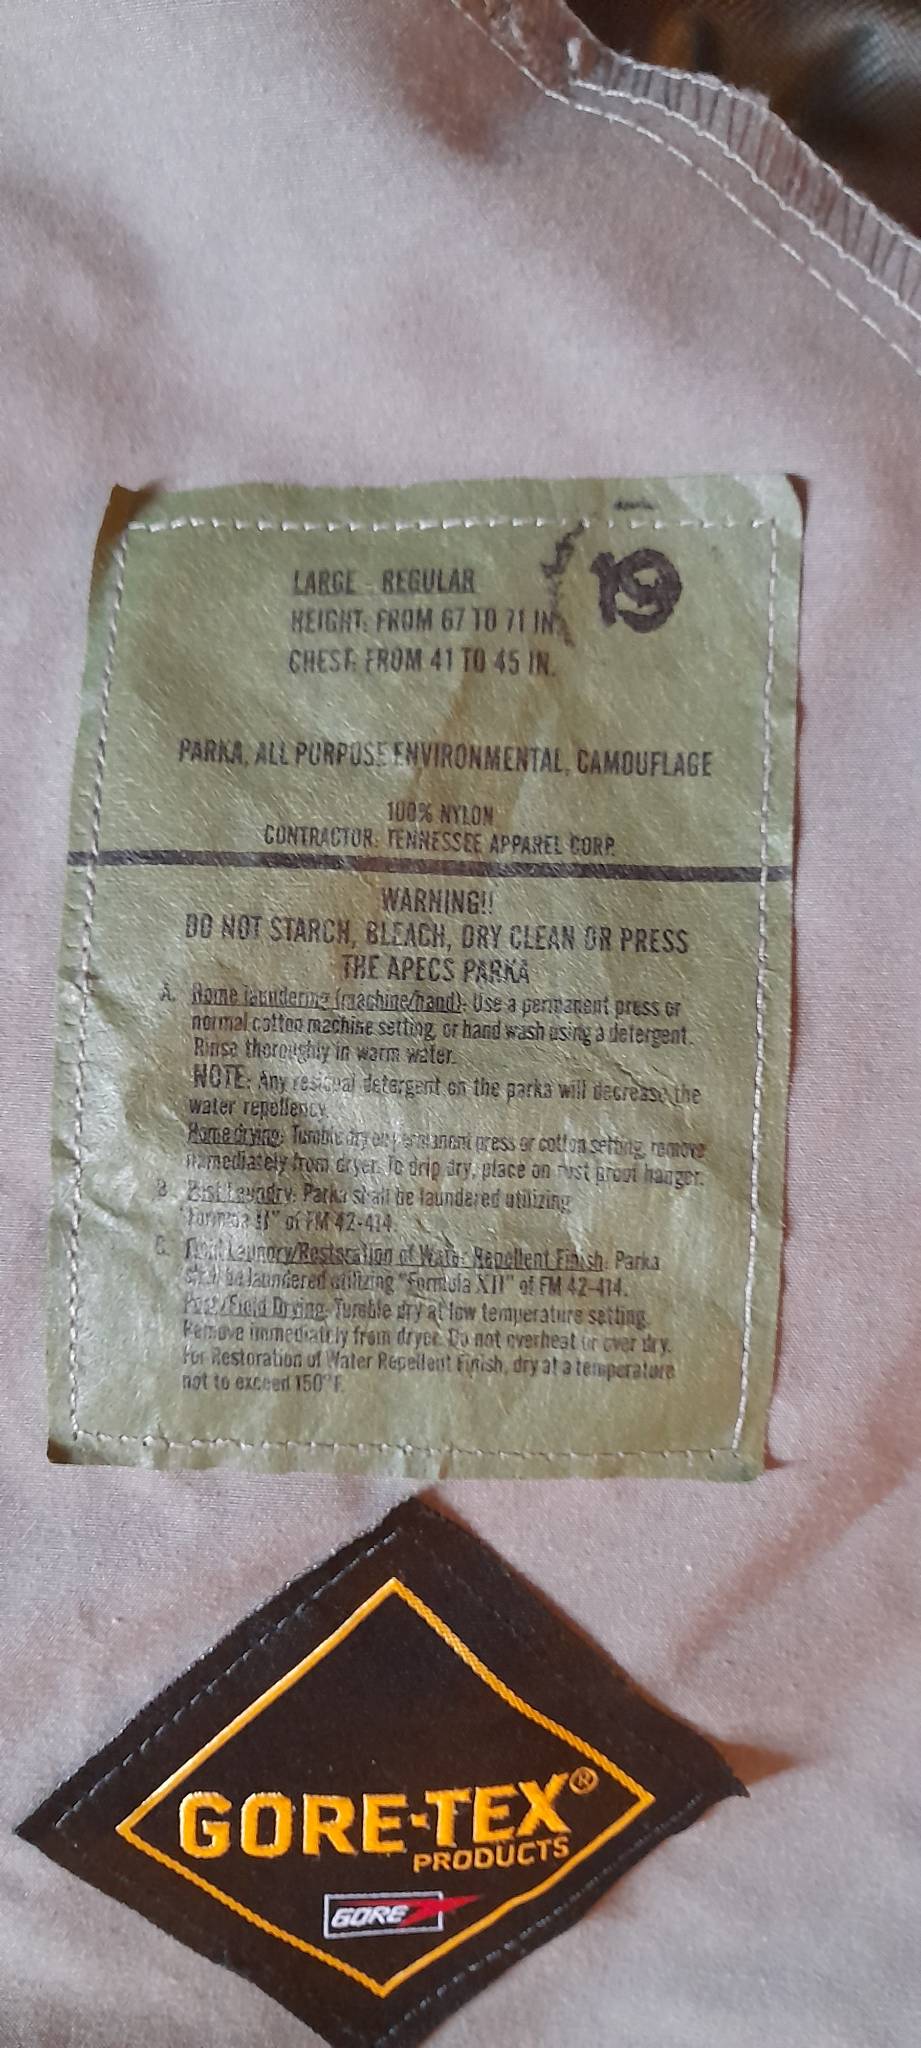 19
LARGE - REGULAR
HEIGHT: FROM 67 TO 71 IN.
CHEST: FROM 41 TO 45 IN.
PARKA, ALL PURPOSE ENVIRONMENTAL, CAMOUFLAGE
100% NYLON
CONTRACTOR: TENNESSEE APPAREL CORP.
WARNING!!
DO NOT STARCH, BLEACH, DRY CLEAN OR PRESS
THE APECS PARKA
A. Home laundering (machine/hand): Use a permanent press or
normal cotton machine setting, or hand wash using a detergent.
Rinse thoroughly in warm water.
NOTE: Any residual detergent on the parka will decrease the
water repellency.
Home drying: Tumble dry on permanent press or cotton setting, remove
immediately from dryer. To drip dry, place on rust proof hanger.
B. Post Laundry: Parka shall be laundered utilizing
"Formula II" of FM 42-414.
C. Field Laundry/Restoration of Water Repellent Finish: Parka
shall be laundered utilizing "Formula XII" of FM 42-414.
Post/Field Drying: Tumble dry at low temperature setting.
Remove immediately from dryer. Do not overheat or over dry.
For Restoration of Water Repellent Finish, dry at a temperature
not to exceed 150°F.
GORE-TEX®
PRODUCTS
GORE